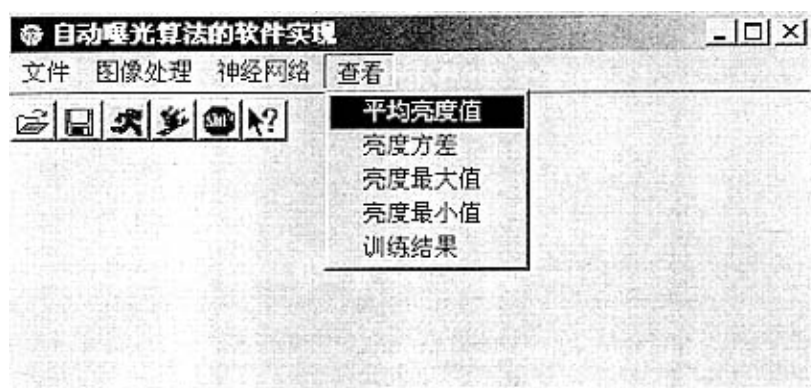 自动曝光算法的软件实现
文件 图像处理 神经网络 查看
平均亮度值
亮度方差
亮度最大值
亮度最小值
训练结果